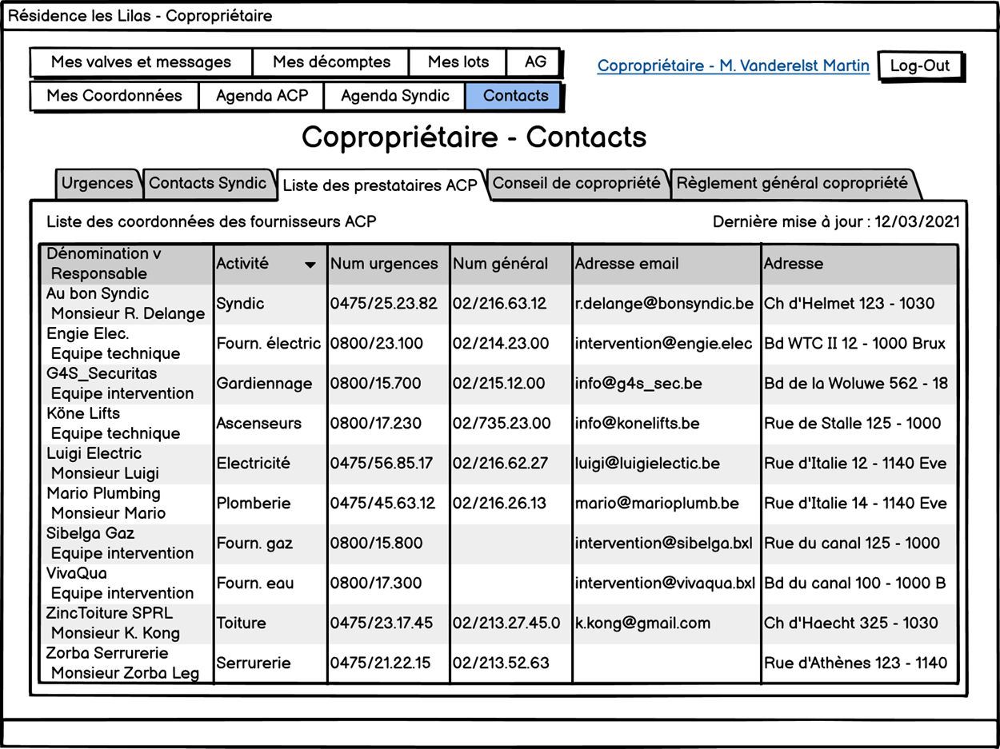 Résidence les Lilas - Copropriétaire
Mes valves et messages Mes décomptes Mes lots AG
Copropriétaire - M. Vanderelst Martin Log-Out
Mes Coordonnées Agenda ACP Agenda Syndic Contacts
Copropriétaire - Contacts
Urgences Contacts Syndic Liste des prestataires ACP Conseil de copropriété Règlement général copropriété
Liste des coordonnées des fournisseurs ACP Dernière mise à jour : 12/03/2021
Dénomination v
Responsable
Activité Num urgences Num général Adresse email Adresse
Au bon Syndic
Monsieur R. Delange
Syndic 0475/25.23.82 02/216.63.12 r.delange@bonsyndic.be Ch d'Helmet 123 - 1030
Engie Elec.
Equipe technique
Fourn. électric 0800/23.100 02/214.23.00 intervention@engie.elec Bd WTC II 12 - 1000 Brux
G4S_Securitas
Equipe intervention
Gardiennage 0800/15.700 02/215.12.00 info@g4s_sec.be Bd de la Woluwe 562 - 18
Köne Lifts
Equipe technique
Ascenseurs 0800/17.230 02/735.23.00 info@konelifts.be Rue de Stalle 125 - 1000
Luigi Electric
Monsieur Luigi
Electricité 0475/56.85.17 02/216.62.27 luigi@luigielectic.be Rue d'Italie 12 - 1140 Eve
Mario Plumbing
Monsieur Mario
Plomberie 0475/45.63.12 02/216.26.13 mario@marioplumb.be Rue d'Italie 14 - 1140 Eve
Sibelga Gaz
Equipe intervention
Fourn. gaz 0800/15.800 intervention@sibelga.bxl Rue du canal 125 - 1000
VivaQua
Equipe intervention
Fourn. eau 0800/17.300 intervention@vivaqua.bxl Bd du canal 100 - 1000 B
ZincToiture SPRL
Monsieur K. Kong
Toiture 0475/23.17.45 02/213.27.45.0 k.kong@gmail.com Ch d'Haecht 325 - 1030
Zorba Serrurerie
Monsieur Zorba Leg
Serrurerie 0475/21.22.15 02/213.52.63 Rue d'Athènes 123 - 1140